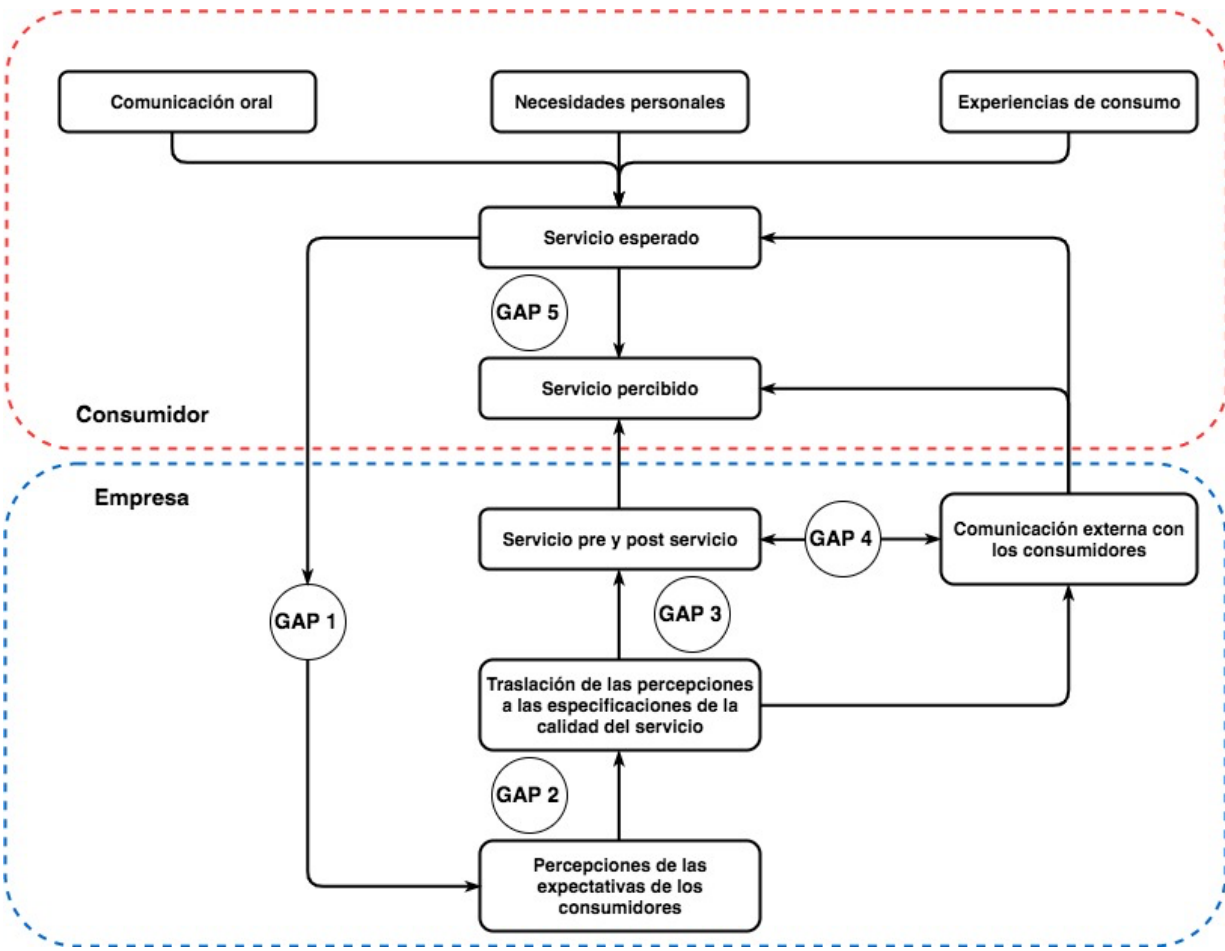 Comunicación oral
Necesidades personales
Experiencias de consumo
Servicio esperado
GAP 5
Servicio percibido
Consumidor
Empresa
Servicio pre y post servicio
GAP 4
Comunicación externa con
los consumidores
GAP 1
GAP 3
Traslación de las percepciones
a las especificaciones de la
calidad del servicio
GAP 2
Percepciones de las
expectativas de los
consumidores